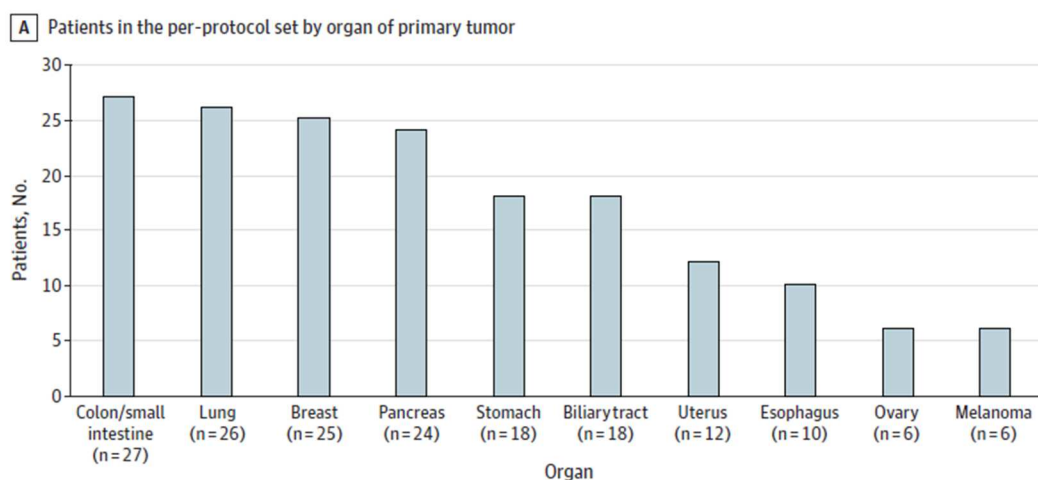 A Patients in the per-protocol set by organ of primary tumor
30
25
20
15
10
5
0
Patients, No.
Colon/small intestine (n=27)
Lung (n=26)
Breast (n=25)
Pancreas (n=24)
Stomach (n=18)
Biliary tract (n=18)
Uterus (n=12)
Esophagus (n=10)
Ovary (n=6)
Melanoma (n=6)
Organ